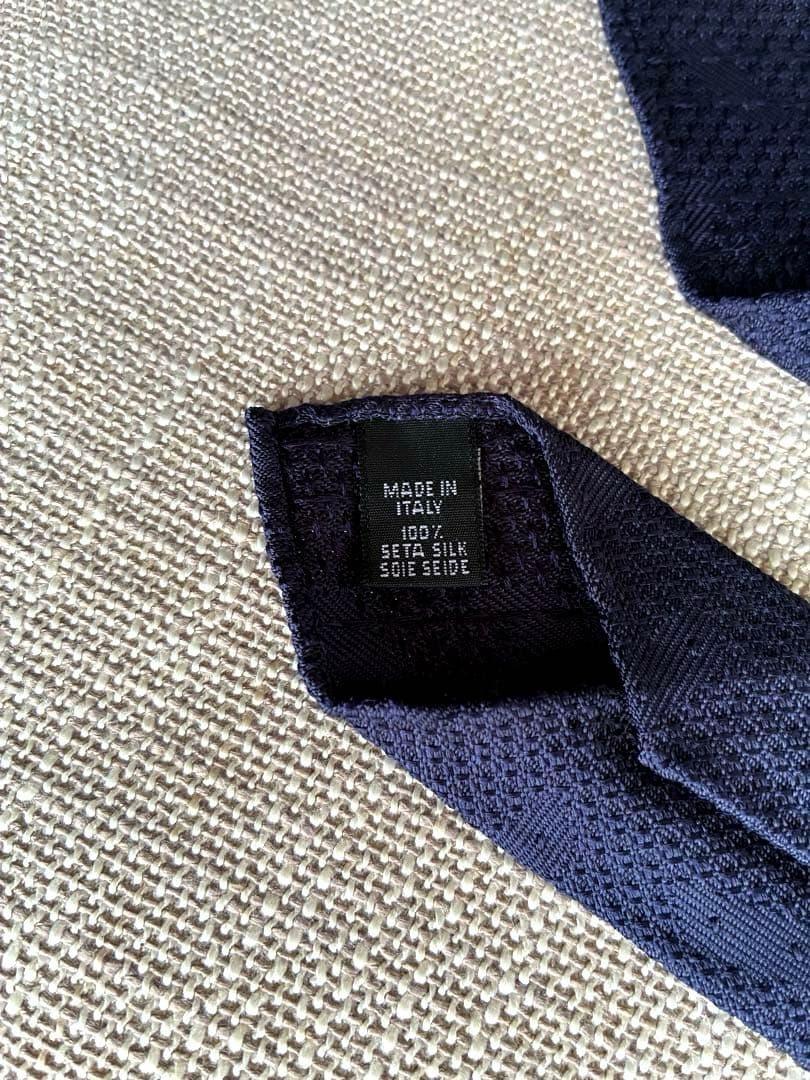 MADE IN
ITALY
100%
SETA SILK
SOIE SEIDE